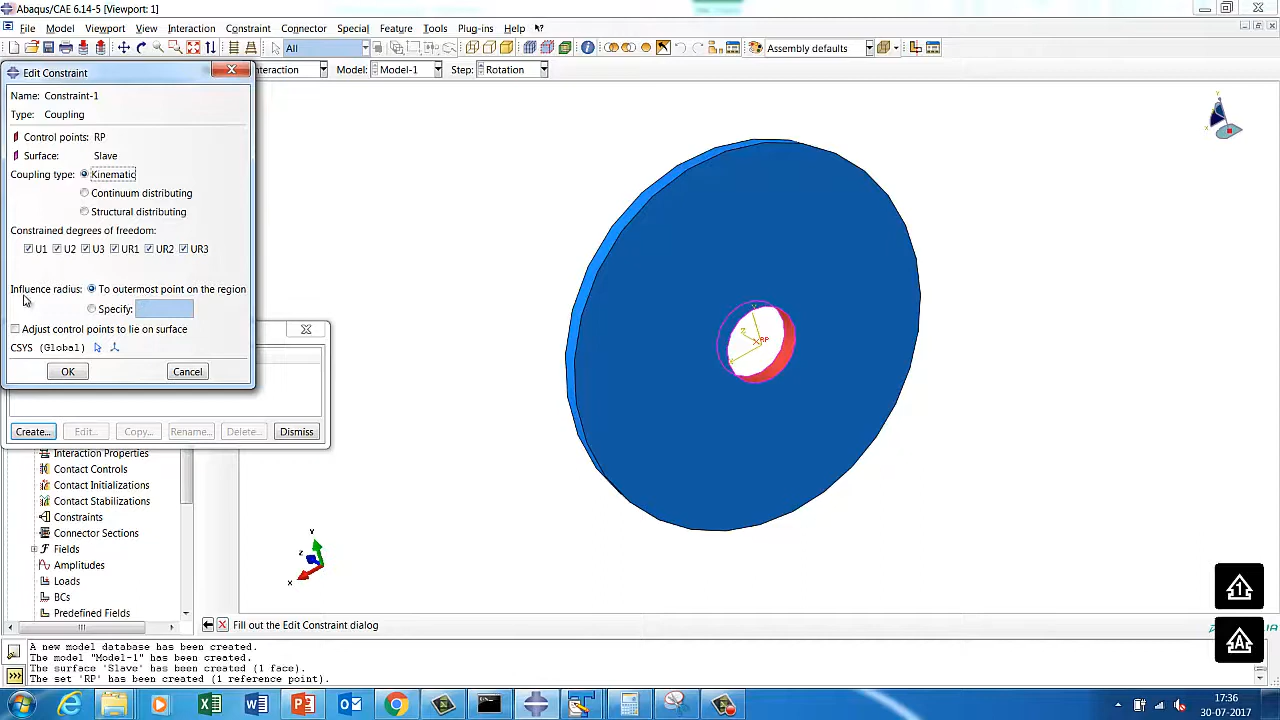 Abaqus/CAE 6.14-5 [Viewport: 1]
File Model Viewport View Interaction Constraint Connector Special Feature Tools Plug-ins Help
All
Assembly defaults
Edit Constraint
Interaction Model: Model-1 Step: Rotation
Name: Constraint-1
Type: Coupling
Control points: RP
Surface: Slave
Coupling type: Kinematic
Continuum distributing
Structural distributing
Constrained degrees of freedom:
U1 U2 U3 UR1 UR2 UR3
Influence radius: To outermost point on the region
Specify:
Adjust control points to lie on surface
CSYS (Global)
OK Cancel
Create... Edit... Copy... Rename... Delete... Dismiss
Interaction Properties
Contact Controls
Contact Initializations
Contact Stabilizations
Constraints
Connector Sections
Fields
Amplitudes
Loads
BCs
Predefined Fields
RP
Y
Z
X
Fill out the Edit Constraint dialog
A new model database has been created.
The model "Model-1" has been created.
The surface 'Slave' has been created (1 face).
The set 'RP' has been created (1 reference point).
1
A
17:36
30-07-2017